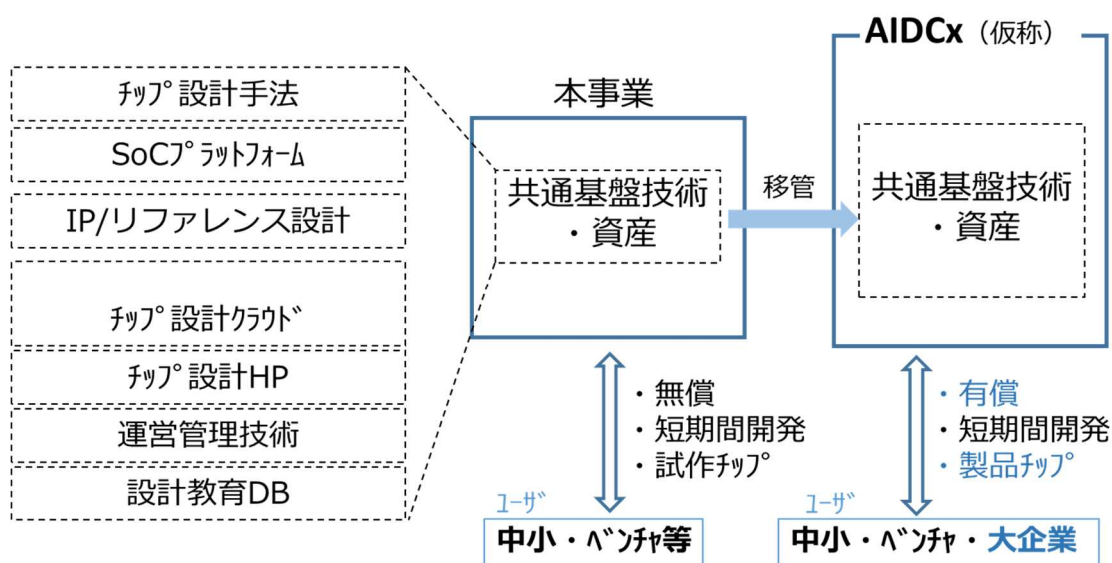 ﾁｯﾌﾟ設計手法
SoCﾌﾟﾗｯﾄﾌｫｰﾑ
IP/リファレンス設計
ﾁｯﾌﾟ設計ｸﾗｳﾄﾞ
ﾁｯﾌﾟ設計HP
運営管理技術
設計教育DB
本事業
共通基盤技術
・資産
移管
AIDCx（仮称）
共通基盤技術
・資産
・無償
・短期間開発
・試作ﾁｯﾌﾟ
ﾕｰｻﾞ
中小・ﾍﾞﾝﾁｬ等
・有償
・短期間開発
・製品ﾁｯﾌﾟ
ﾕｰｻﾞ
中小・ﾍﾞﾝﾁｬ・大企業